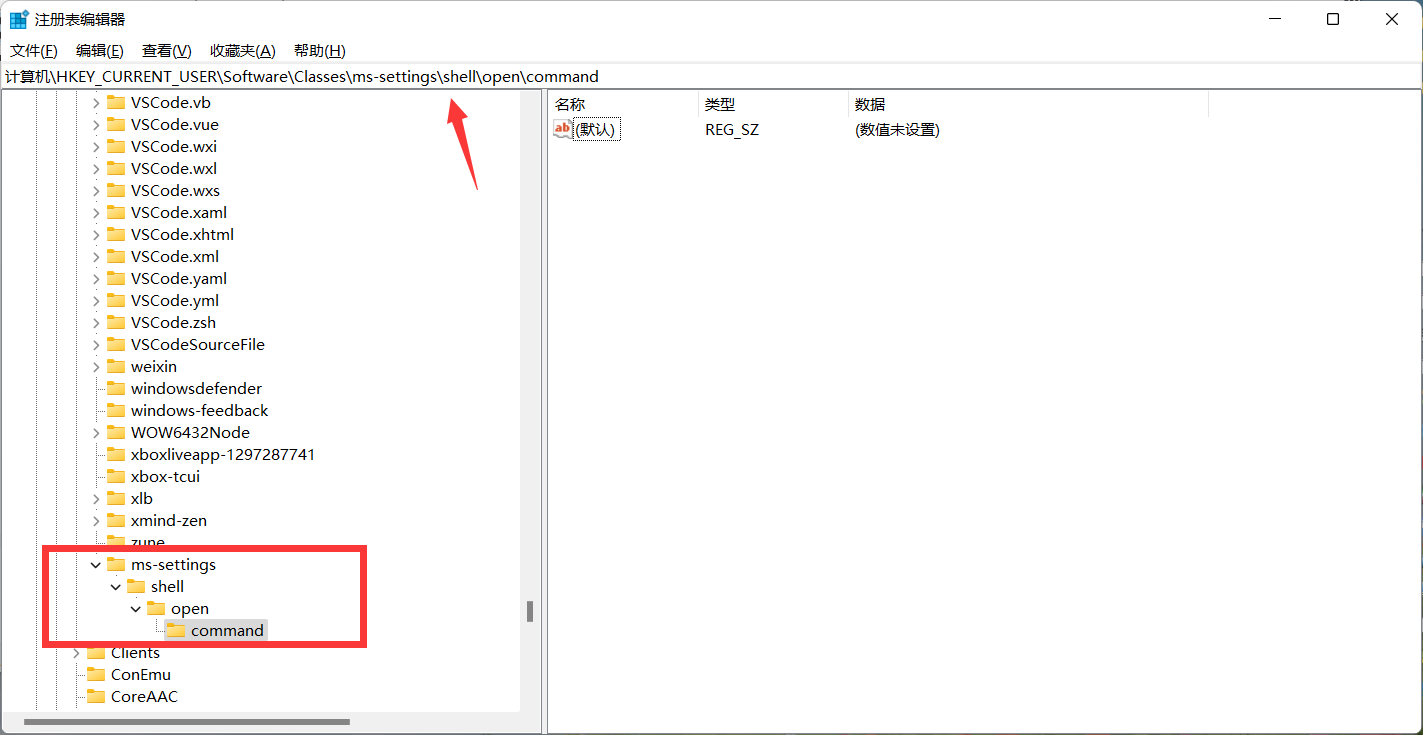 注册表编辑器
文件(F) 编辑(E) 查看(V) 收藏夹(A) 帮助(H)
计算机\HKEY_CURRENT_USER\Software\Classes\ms-settings\shell\open\command
VSCode.vb
VSCode.vue
VSCode.wxi
VSCode.wxl
VSCode.wxs
VSCode.xaml
VSCode.xhtml
VSCode.xml
VSCode.yaml
VSCode.yml
VSCode.zsh
VSCodeSourceFile
weixin
windowsdefender
windows-feedback
WOW6432Node
xboxliveapp-1297287741
xbox-tcui
xlb
xmind-zen
zune
ms-settings
shell
open
command
Clients
ConEmu
CoreAAC
名称 类型 数据
ab (默认) REG_SZ (数值未设置)